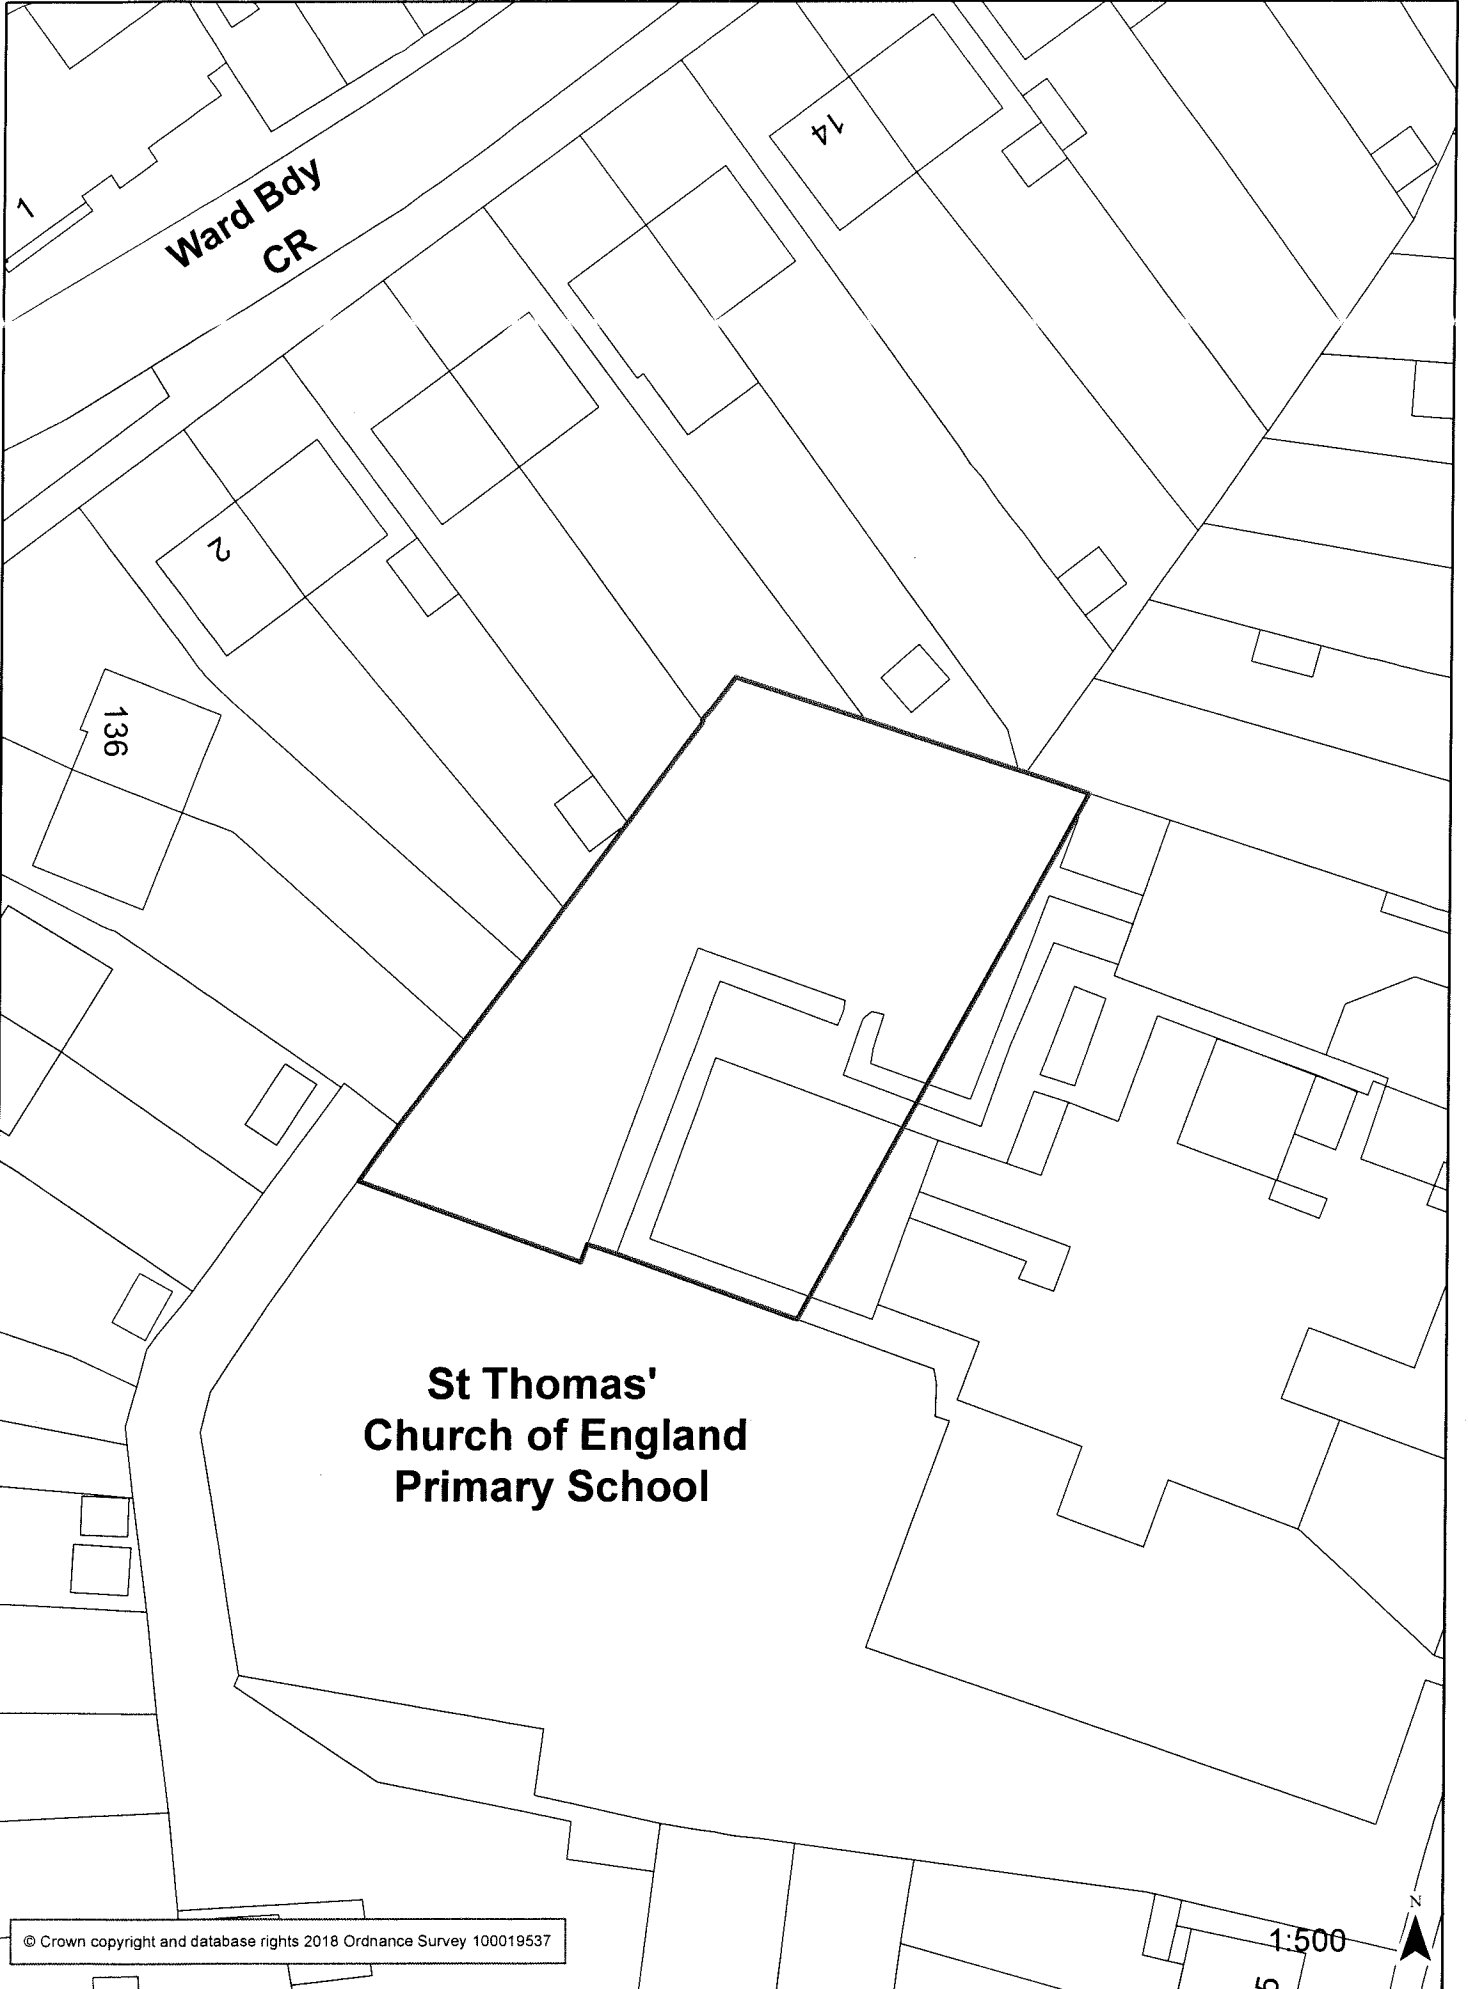 14
1
Ward Bdy
CR
2
136
St Thomas'
Church of England
Primary School
N
1:500
© Crown copyright and database rights 2018 Ordnance Survey 100019537